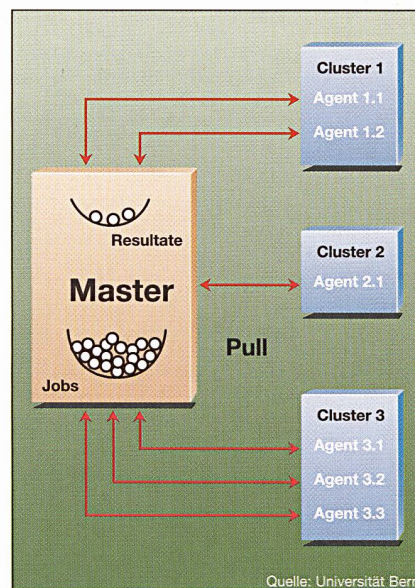 Cluster 1
Agent 1.1
Agent 1.2
Resultate
Master
Jobs
Cluster 2
Agent 2.1
Pull
Cluster 3
Agent 3.1
Agent 3.2
Agent 3.3
Quelle: Universität Bern